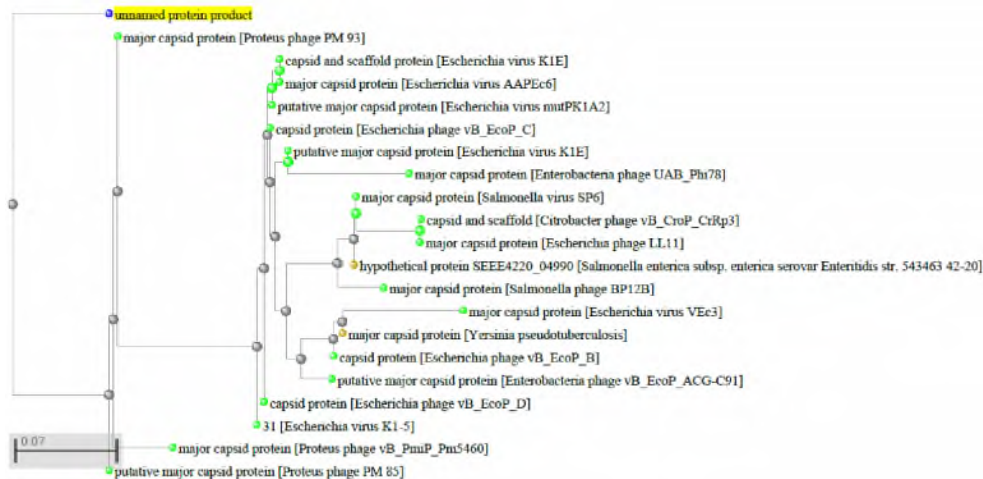 unnamed protein product
major capsid protein [Proteus phage PM 93]
capsid and scaffold protein [Escherichia virus K1E]
major capsid protein [Escherichia virus AAPEc6]
putative major capsid protein [Escherichia virus mutPK1A2]
capsid protein [Escherichia phage vB_EcoP_C]
putative major capsid protein [Escherichia virus K1E]
major capsid protein [Enterobacteria phage UAB_Phi78]
major capsid protein [Salmonella virus SP6]
capsid and scaffold [Citrobacter phage vB_CroP_CrRp3]
major capsid protein [Escherichia phage LL11]
hypothetical protein SEEE4220_04990 [Salmonella enterica subsp. enterica serovar Enteritidis str. 543463 42-20]
major capsid protein [Salmonella phage BP12B]
major capsid protein [Escherichia virus VEc3]
major capsid protein [Yersinia pseudotuberculosis]
capsid protein [Escherichia phage vB_EcoP_B]
putative major capsid protein [Enterobacteria phage vB_EcoP_ACG-C91]
capsid protein [Escherichia phage vB_EcoP_D]
31 [Escherichia virus K1-5]
0.07
major capsid protein [Proteus phage vB_PmiP_Pm5460]
putative major capsid protein [Proteus phage PM 85]